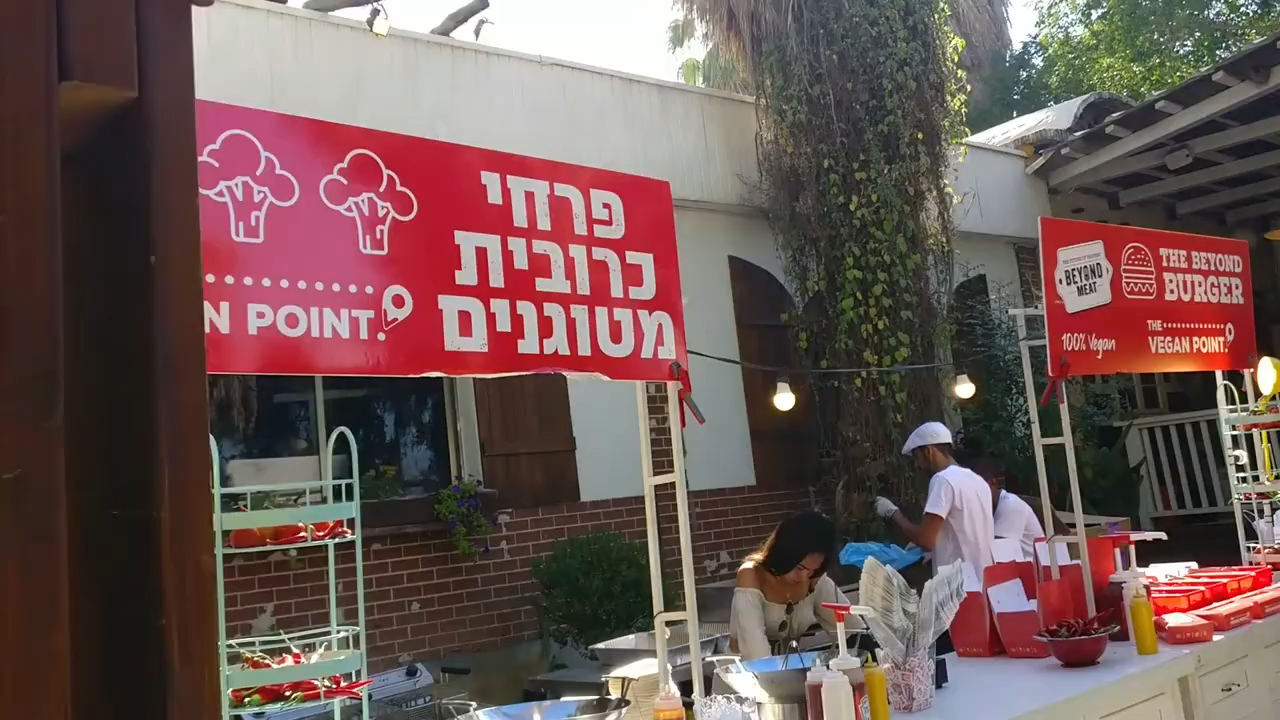 פרחי
כרובית
מטוגנים
N POINT.
BEYOND
MEAT
THE BEYOND
BURGER
100% Vegan
THE
VEGAN POINT.